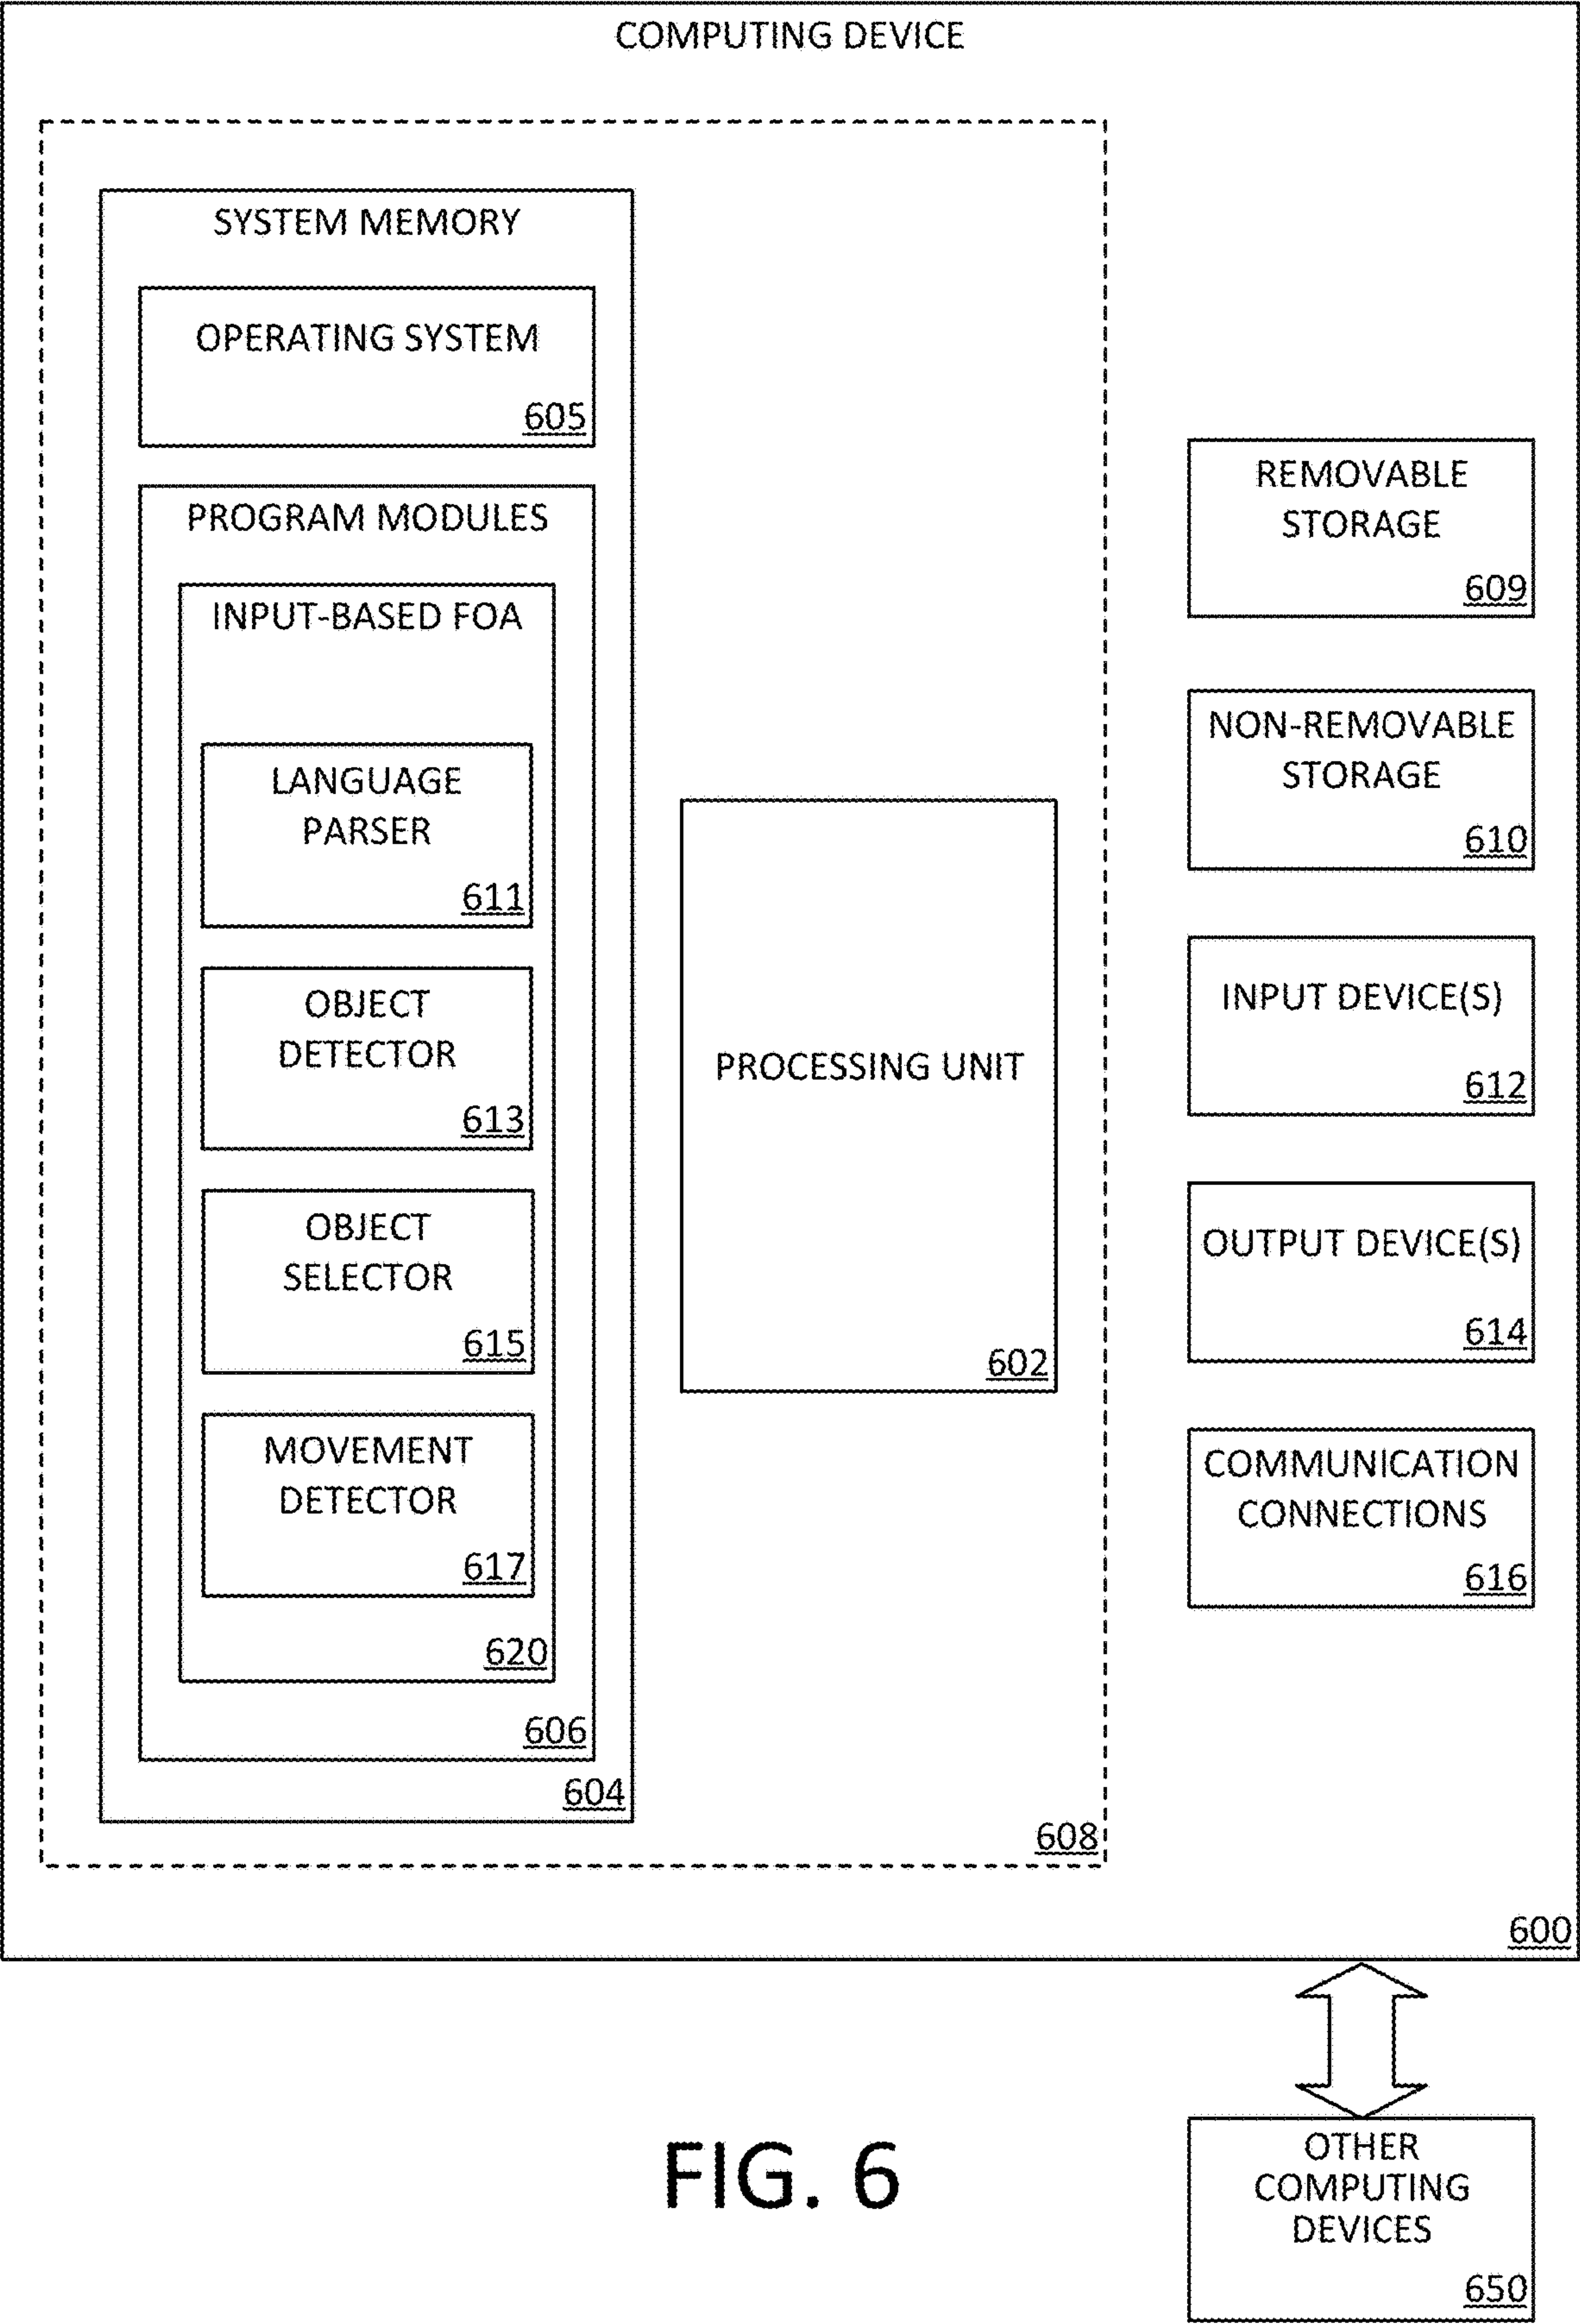 COMPUTING DEVICE
SYSTEM MEMORY
OPERATING SYSTEM
605
PROGRAM MODULES
INPUT-BASED FOA
LANGUAGE
PARSER
611
OBJECT
DETECTOR
613
OBJECT
SELECTOR
615
MOVEMENT
DETECTOR
617
620
606
604
PROCESSING UNIT
602
608
REMOVABLE
STORAGE
609
NON-REMOVABLE
STORAGE
610
INPUT DEVICE(S)
612
OUTPUT DEVICE(S)
614
COMMUNICATION
CONNECTIONS
616
600
OTHER
COMPUTING
DEVICES
650
FIG. 6